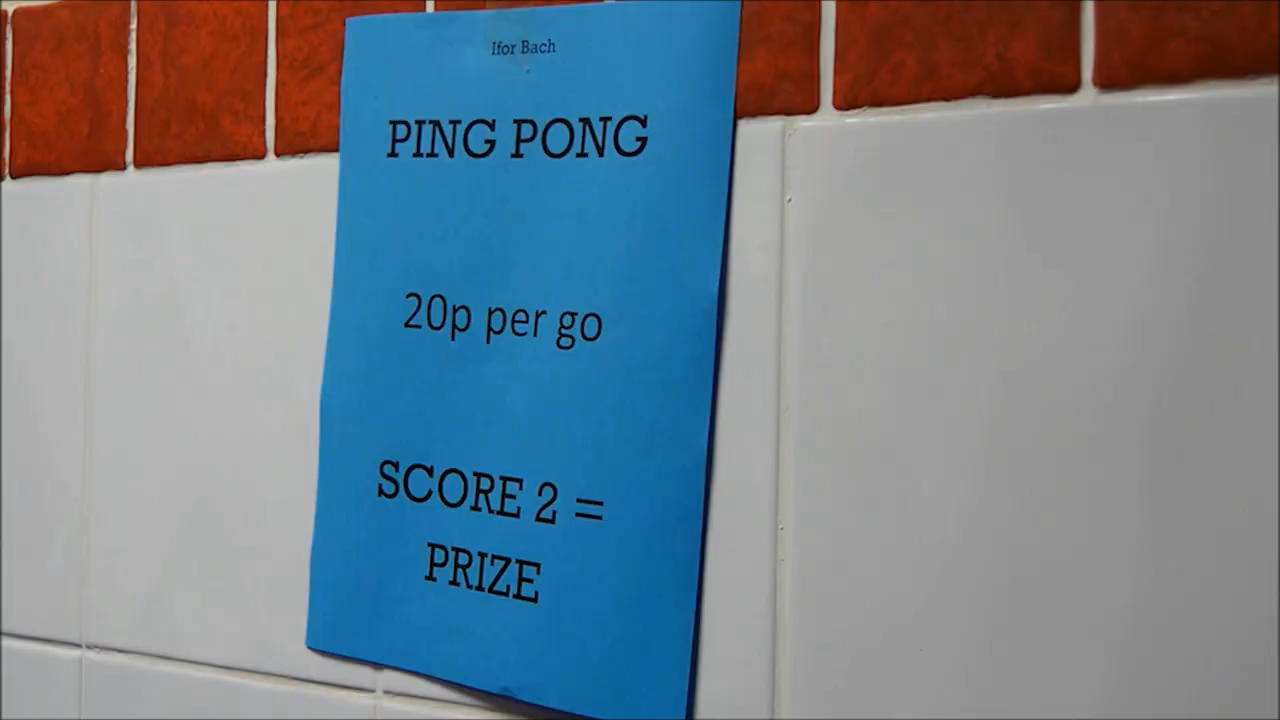 Ifor Bach
PING PONG
20p per go
SCORE 2 =
PRIZE